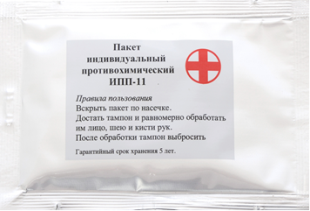 Пакет
индивидуальный
противохимический
ИПП-11
Правила пользования
Вскрыть пакет по насечке.
Достать тампон и равномерно обработать
им лицо, шею и кисти рук.
После обработки тампон выбросить
Гарантийный срок хранения 5 лет.